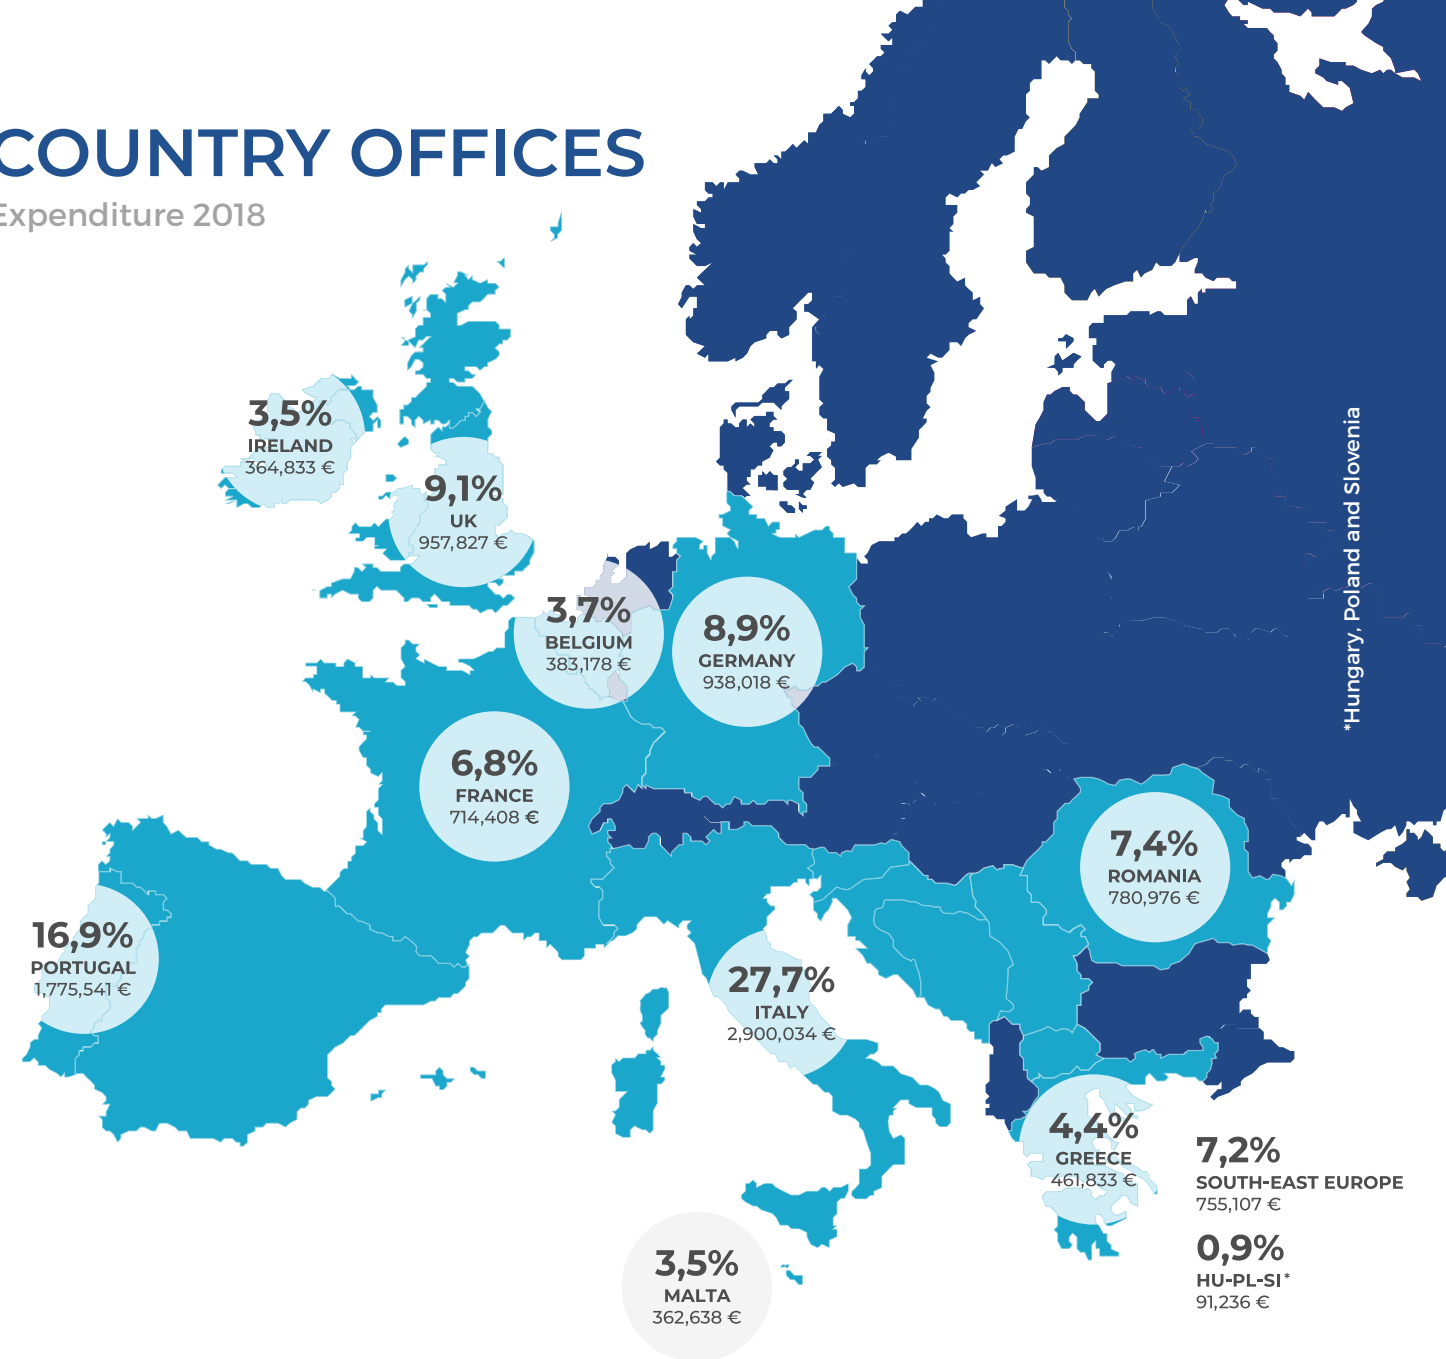 COUNTRY OFFICES
Expenditure 2018
3,5%
IRELAND
364,833 €
9,1%
UK
957,827 €
3,7%
BELGIUM
383,178 €
8,9%
GERMANY
938,018 €
6,8%
FRANCE
714,408 €
7,4%
ROMANIA
780,976 €
16,9%
PORTUGAL
1,775,541 €
27,7%
ITALY
2,900,034 €
4,4%
GREECE
461,833 €
7,2%
SOUTH-EAST EUROPE
755,107 €
0,9%
HU-PL-SI*
91,236 €
3,5%
MALTA
362,638 €
*Hungary, Poland and Slovenia